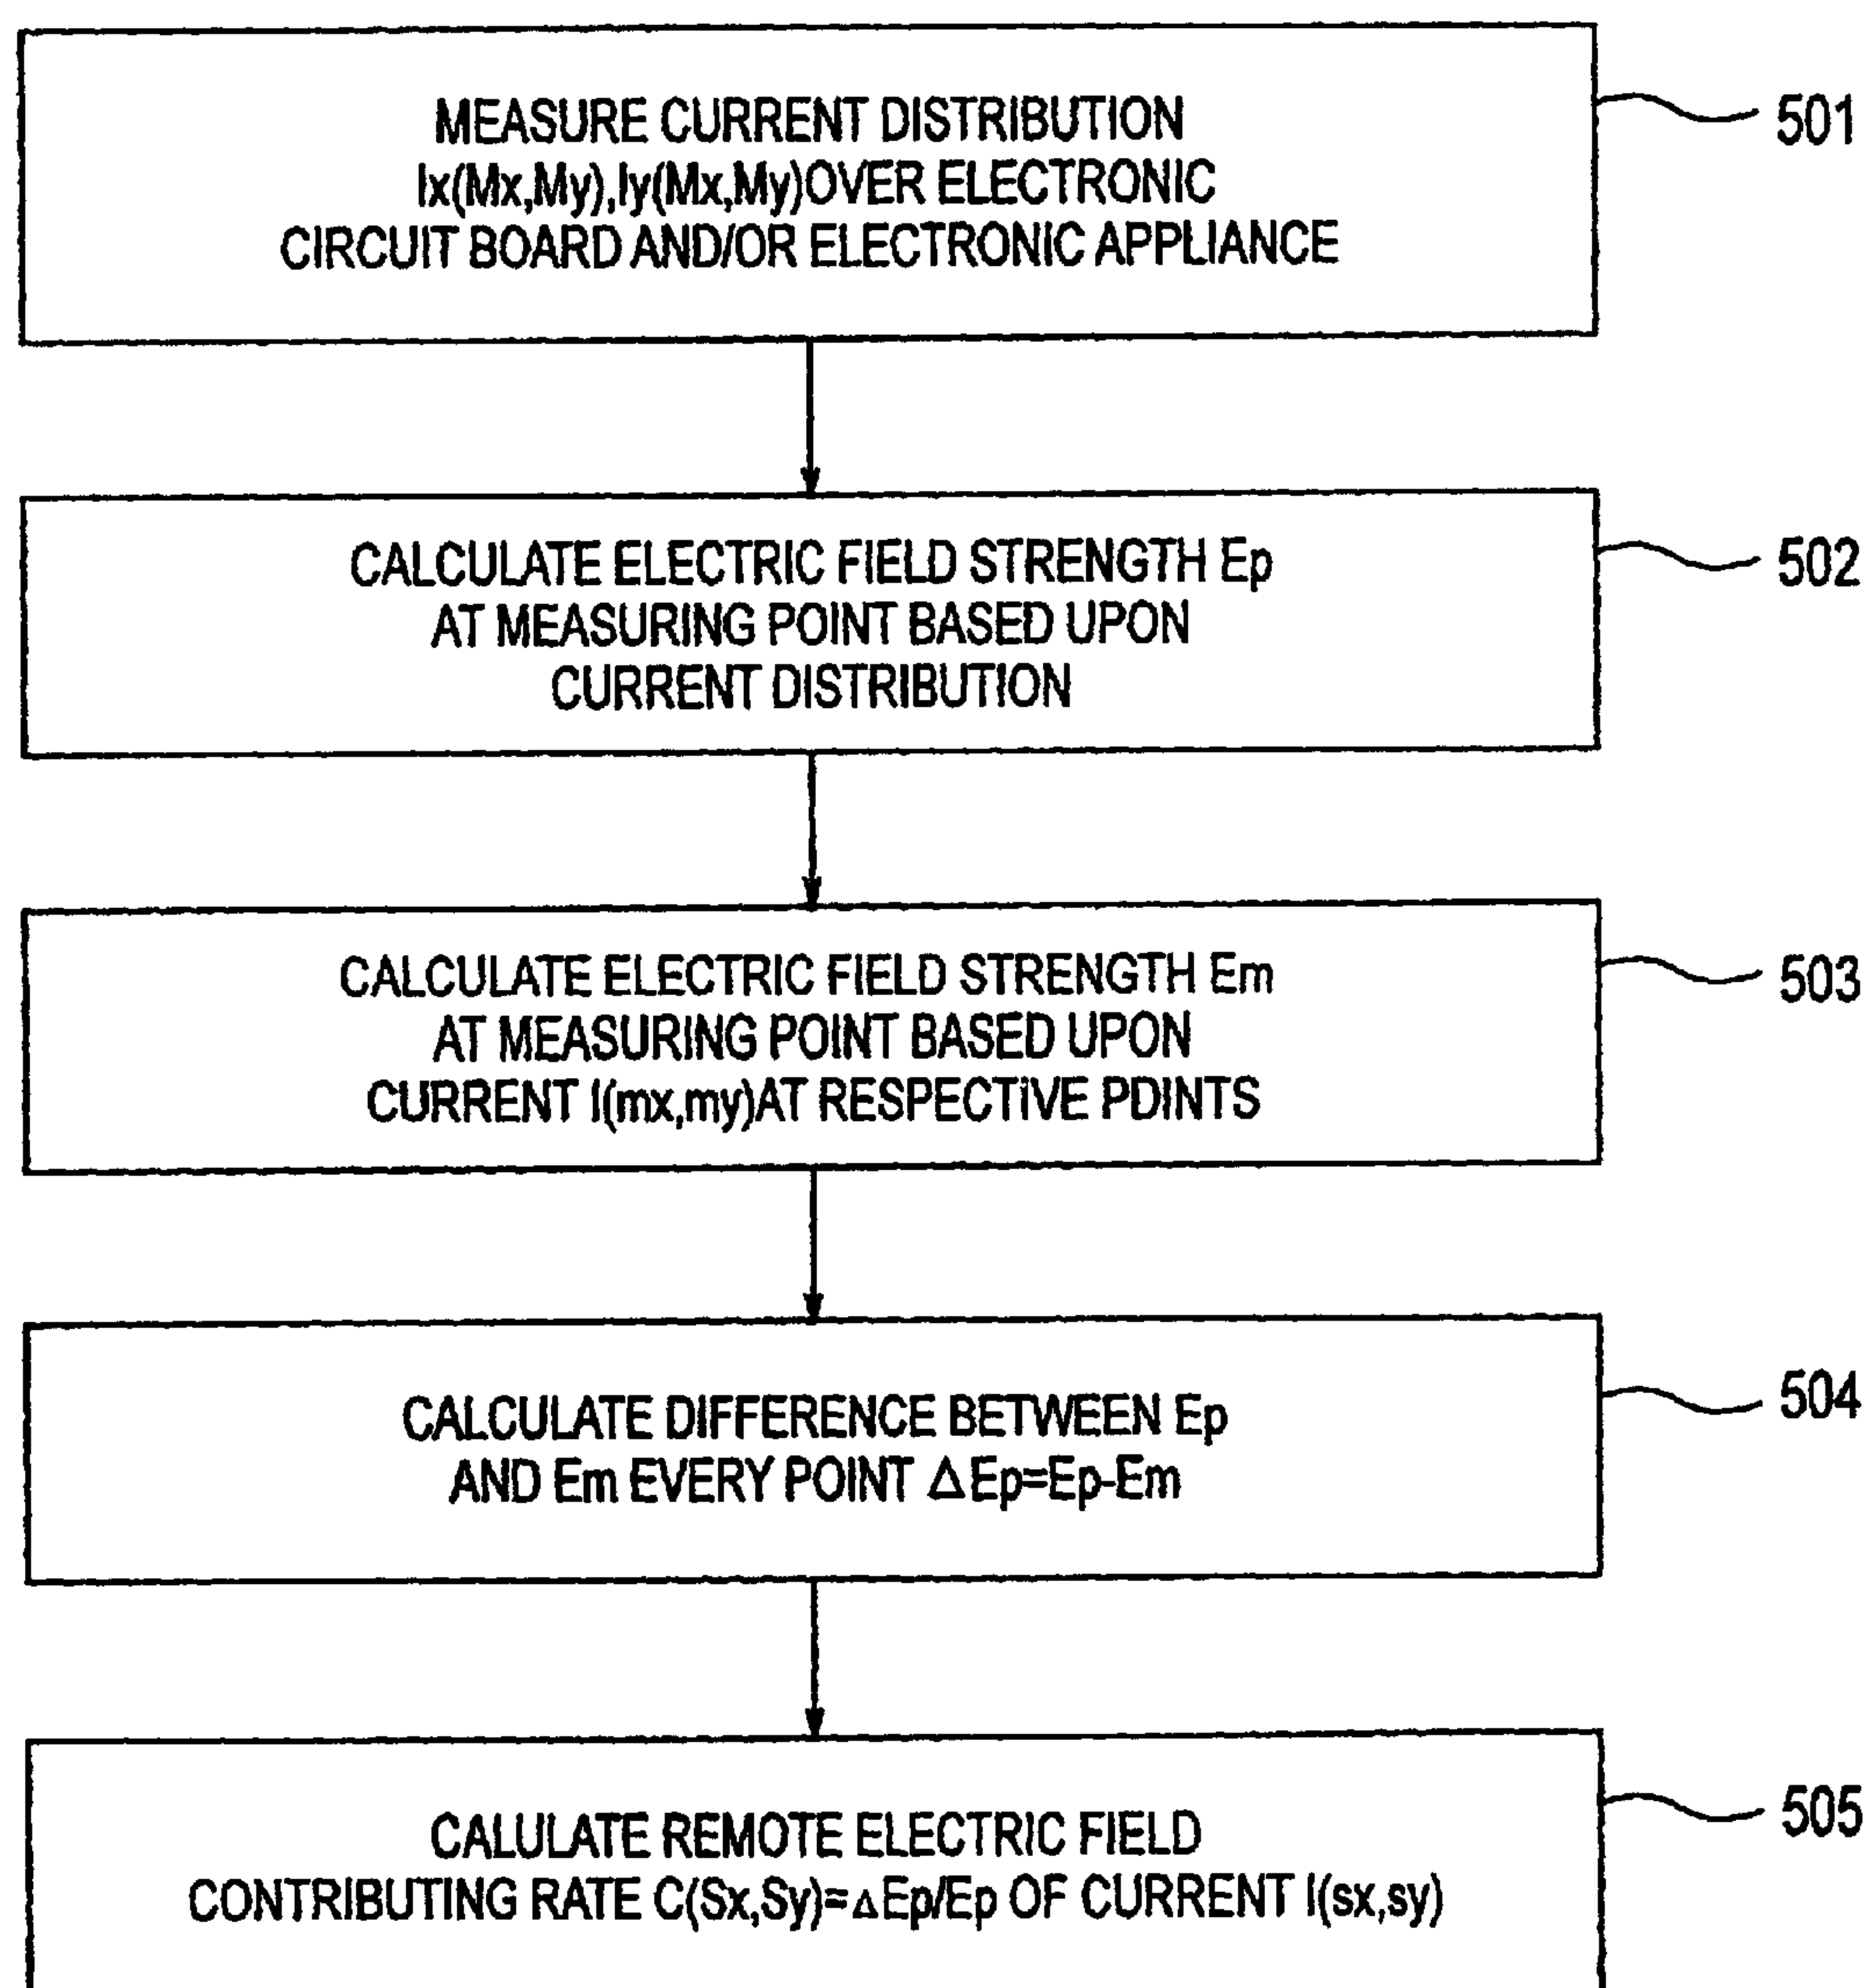 MEASURE CURRENT DISTRIBUTION
Ix(Mx,My),Iy(Mx,My)OVER ELECTRONIC
CIRCUIT BOARD AND/OR ELECTRONIC APPLIANCE
501
CALCULATE ELECTRIC FIELD STRENGTH Ep
AT MEASURING POINT BASED UPON
CURRENT DISTRIBUTION
502
CALCULATE ELECTRIC FIELD STRENGTH Em
AT MEASURING POINT BASED UPON
CURRENT I(mx,my)AT RESPECTIVE PDINTS
503
CALCULATE DIFFERENCE BETWEEN Ep
AND Em EVERY POINT ΔEp=Ep-Em
504
CALULATE REMOTE ELECTRIC FIELD
CONTRIBUTING RATE C(Sx,Sy)=ΔEp/Ep OF CURRENT I(sx,sy)
505